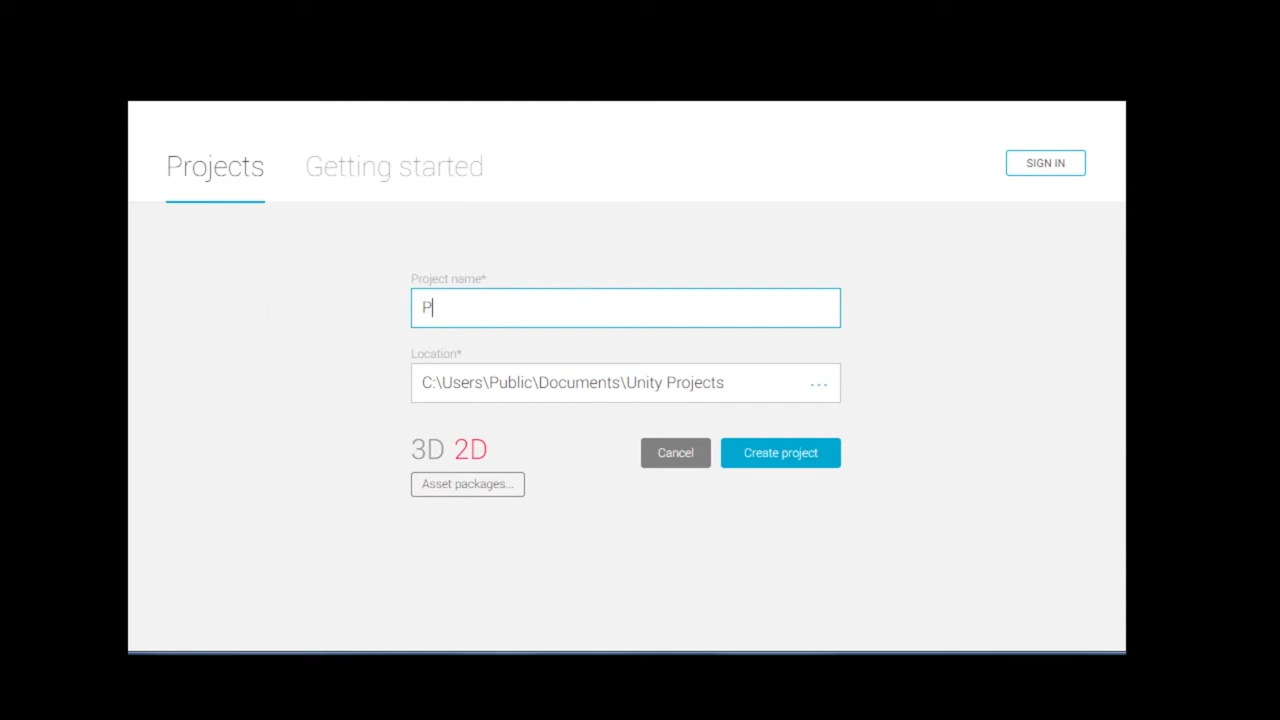 Projects Getting started SIGN IN
Project name*
P
Location*
C:\Users\Public\Documents\Unity Projects ...
3D 2D Cancel Create project
Asset packages...